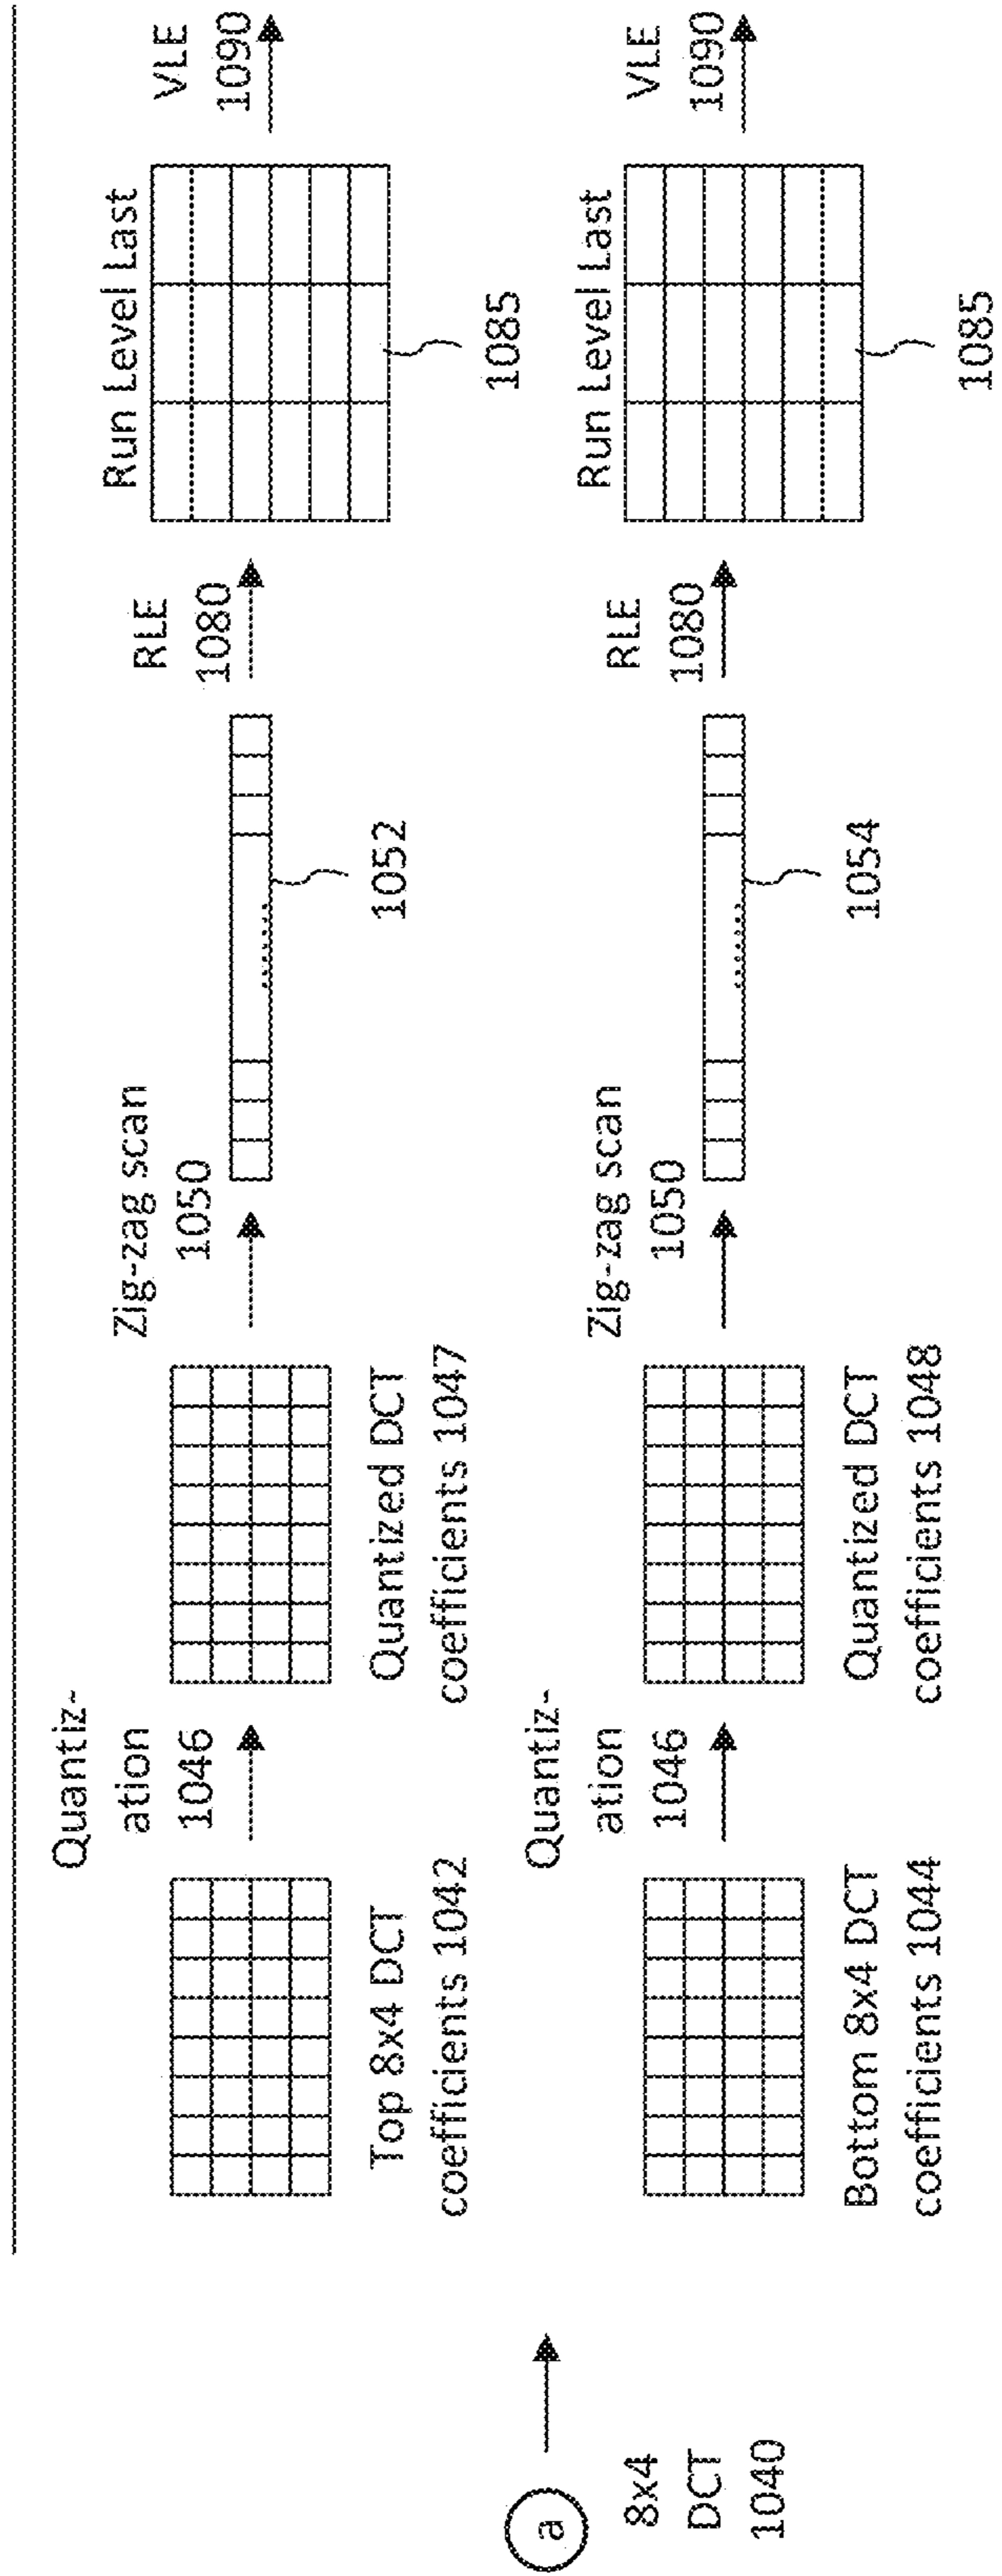 a
8x4
DCT
1040
Top 8x4 DCT
coefficients 1042
Quantiz-
ation
1046
Quantized DCT
coefficients 1047
Zig-zag scan
1050
1052
RLE
1080
Run Level Last
1085
VLE
1090
Bottom 8x4 DCT
coefficients 1044
Quantiz-
ation
1046
Quantized DCT
coefficients 1048
Zig-zag scan
1050
1054
RLE
1080
Run Level Last
1085
VLE
1090